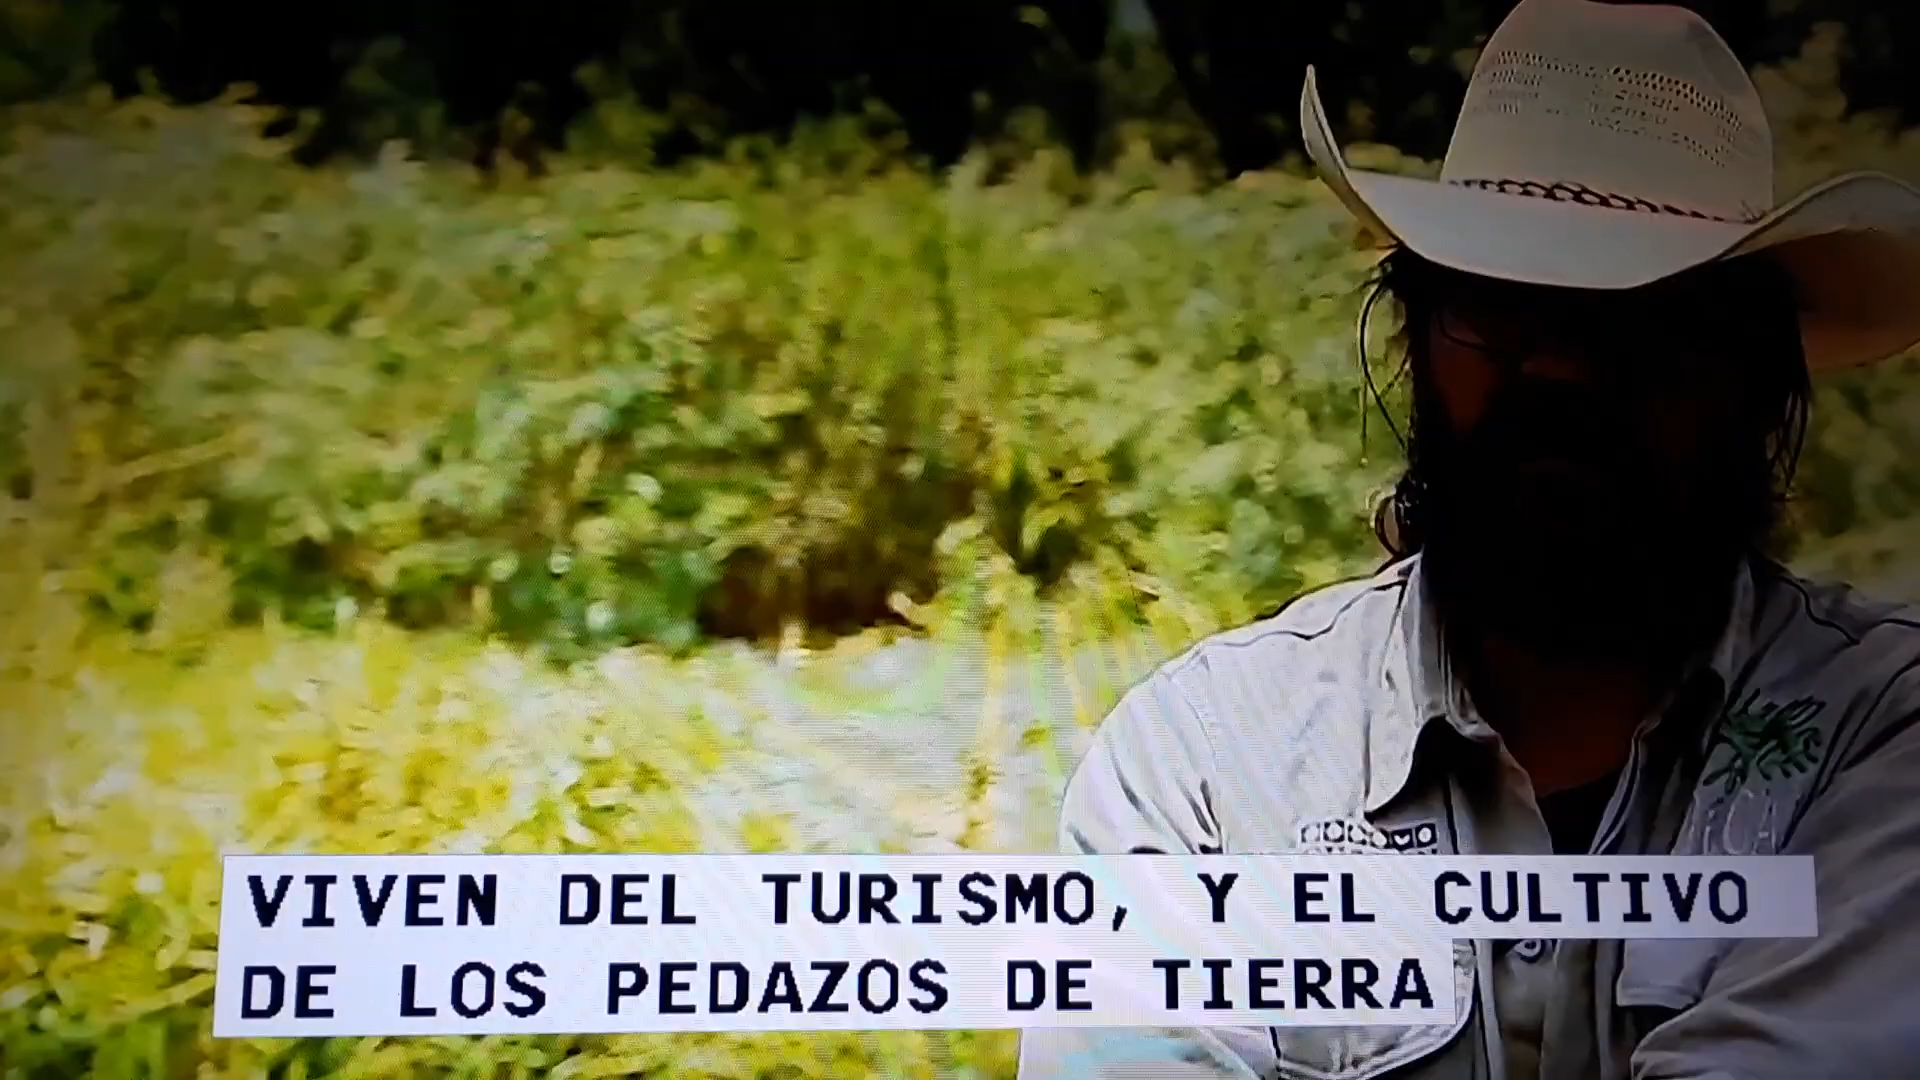 VIVEN DEL TURISMO, Y EL CULTIVO
DE LOS PEDAZOS DE TIERRA